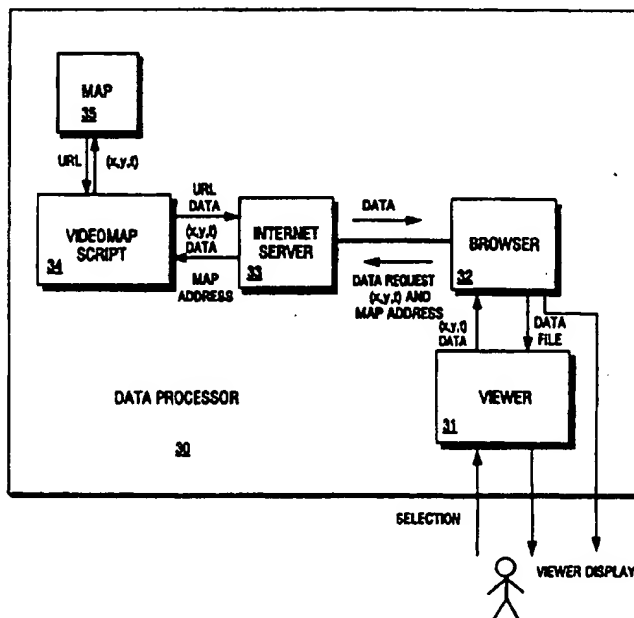 MAP
35
URL
(x,y,t)
VIDEOMAP
SCRIPT
34
URL
DATA
(x,y,t)
DATA
MAP
ADDRESS
INTERNET
SERVER
33
DATA
DATA REQUEST
(x,y,t) AND
MAP ADDRESS
BROWSER
32
(x,y,t)
DATA
DATA
FILE
VIEWER
31
DATA PROCESSOR
30
SELECTION
VIEWER DISPLAY